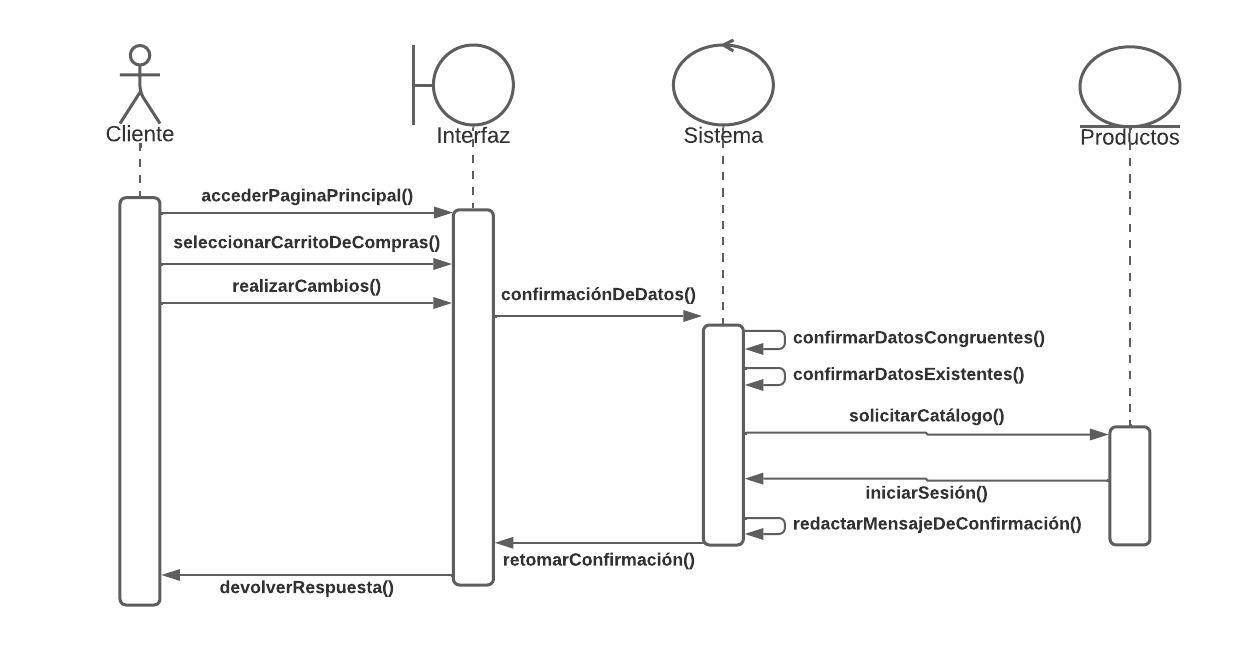 Cliente
Interfaz
Sistema
Productos
accederPaginaPrincipal()
seleccionarCarritoDeCompras()
realizarCambios()
confirmaciónDeDatos()
confirmarDatosCongruentes()
confirmarDatosExistentes()
solicitarCatálogo()
iniciarSesión()
redactarMensajeDeConfirmación()
retomarConfirmación()
devolverRespuesta()